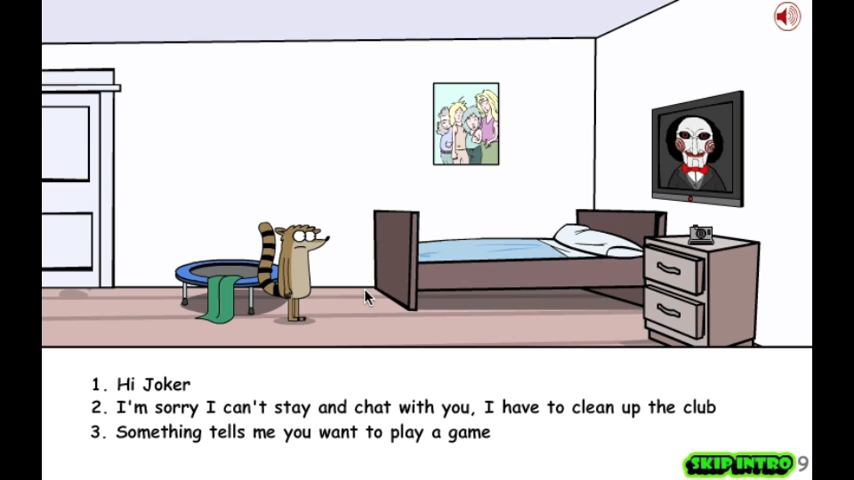 1. Hi Joker
2. I'm sorry I can't stay and chat with you, I have to clean up the club
3. Something tells me you want to play a game
SKIP INTRO 9